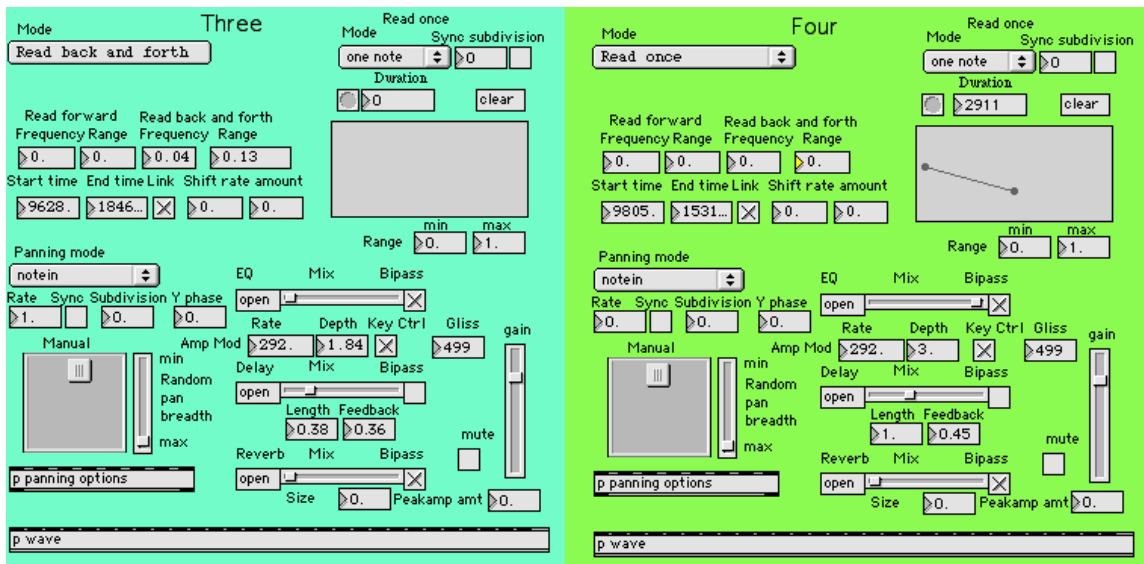 Three
Mode
Read back and forth
Read once
Mode
Sync subdivision
one note
0
Duration
0
clear
Read forward
Read back and forth
Frequency Range
Frequency Range
0.
0.
0.04
0.13
Start time End time Link Shift rate amount
9628.
1846...
0.
0.
min
max
Range
0.
1.
Panning mode
notein
EQ
Mix
Bipass
open
Rate Sync Subdivision Y phase
1.
0.
0.
Rate
Depth
Key Ctrl
Gliss
gain
Amp Mod
292.
1.84
499
Manual
min
Random
pan
breadth
max
Delay
Mix
Bipass
open
Length Feedback
0.38
0.36
mute
Reverb
Mix
Bipass
open
p panning options
Size
0.
Peakamp amt
0.
p wave
Four
Mode
Read once
Read once
Mode
Sync subdivision
one note
0
Duration
2911
clear
Read forward
Read back and forth
Frequency Range
Frequency Range
0.
0.
0.
0.
Start time End time Link Shift rate amount
9805.
1531...
0.
0.
min
max
Range
0.
1.
Panning mode
notein
EQ
Mix
Bipass
open
Rate Sync Subdivision Y phase
0.
0.
0.
Rate
Depth
Key Ctrl
Gliss
gain
Amp Mod
292.
3.
499
Manual
min
Random
pan
breadth
max
Delay
Mix
Bipass
open
Length Feedback
1.
0.45
mute
Reverb
Mix
Bipass
open
p panning options
Size
0.
Peakamp amt
0.
p wave